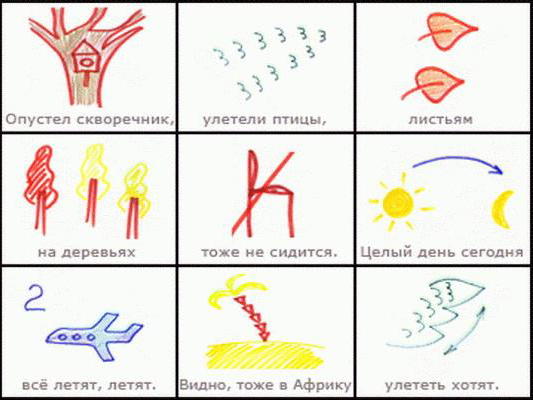 Опустел скворечник,
улетели птицы,
листьям
на деревьях
тоже не сидится.
Целый день сегодня
2
всё летят, летят.
Видно, тоже в Африку
улететь хотят.